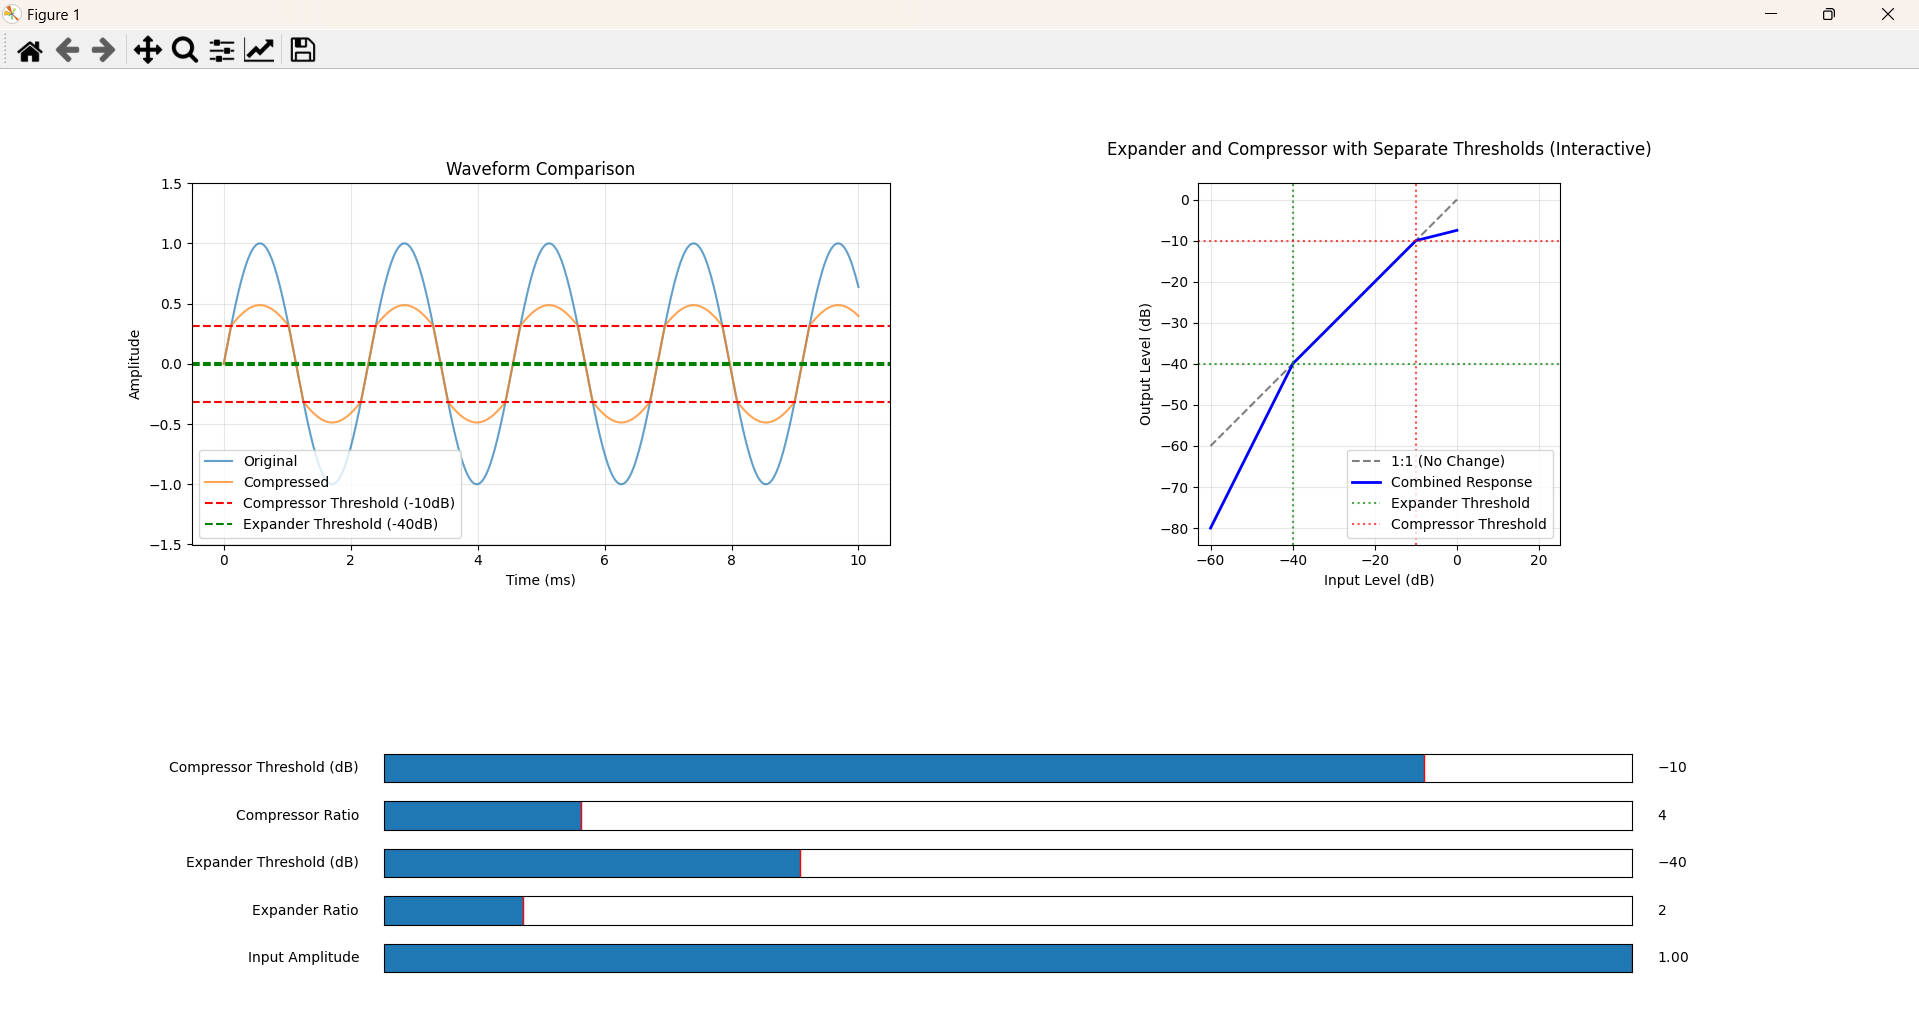 Figure 1
Waveform Comparison
1.5
1.0
0.5
0.0
−0.5
−1.0
−1.5
Amplitude
Original
Compressed
Compressor Threshold (-10dB)
Expander Threshold (-40dB)
0 2 4 6 8 10
Time (ms)
Expander and Compressor with Separate Thresholds (Interactive)
0
−10
−20
−30
−40
−50
−60
−70
−80
Output Level (dB)
1:1 (No Change)
Combined Response
Expander Threshold
Compressor Threshold
−60 −40 −20 0 20
Input Level (dB)
Compressor Threshold (dB) −10
Compressor Ratio 4
Expander Threshold (dB) −40
Expander Ratio 2
Input Amplitude 1.00